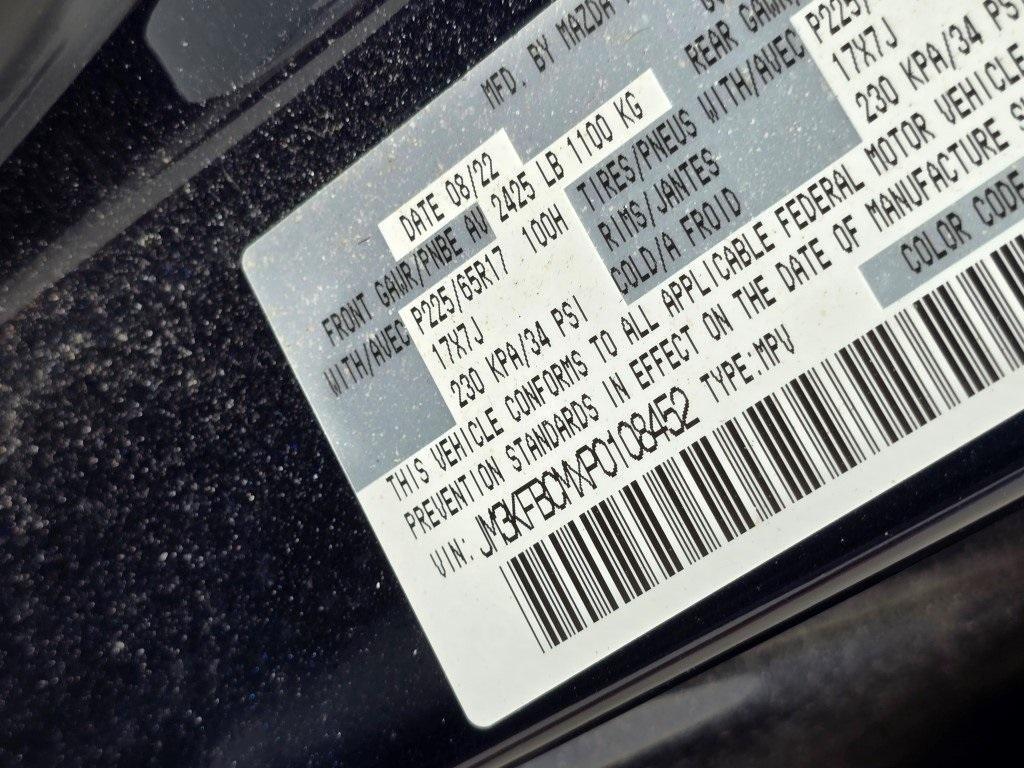 MFD. BY MAZDA
DATE 08/22
FRONT GAWR/PNBE AV 2425 LB 1100 KG
REAR GAWR/
WITH/AVEC P225/65R17 100H
TIRES/PNEUS WITH/AVEC P225/
17X7J
RIMS/JANTES 17X7J
230 KPA/34 PSI
COLD/A FROID 230 KPA/34 PSI
THIS VEHICLE CONFORMS TO ALL APPLICABLE FEDERAL MOTOR VEHICLE
PREVENTION STANDARDS IN EFFECT ON THE DATE OF MANUFACTURE
VIN: JM3KFBCMXP0108452 TYPE:MPV
COLOR CODE